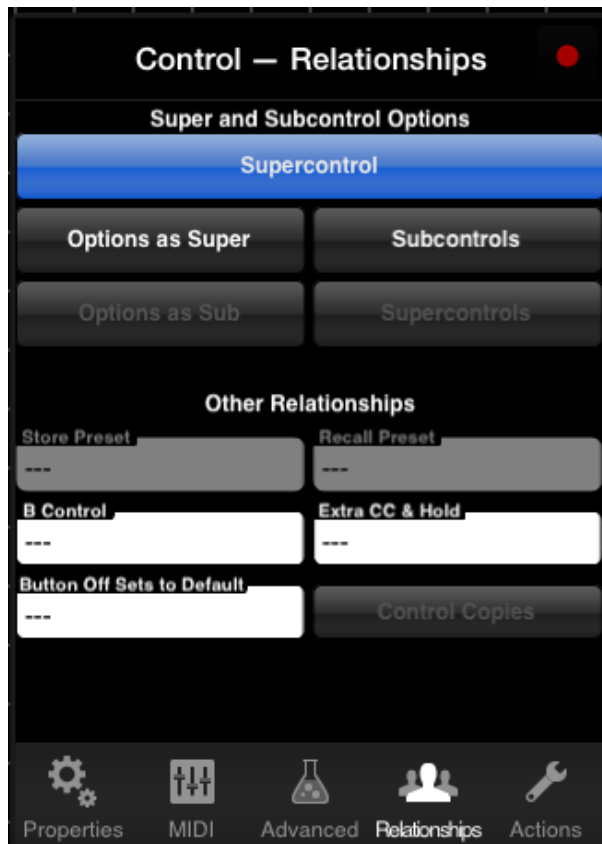 Control — Relationships
Super and Subcontrol Options
Supercontrol
Options as Super Subcontrols
Options as Sub Supercontrols
Other Relationships
Store Preset Recall Preset
--- ---
B Control Extra CC & Hold
--- ---
Button Off Sets to Default
--- Control Copies
Properties MIDI Advanced Relationships Actions